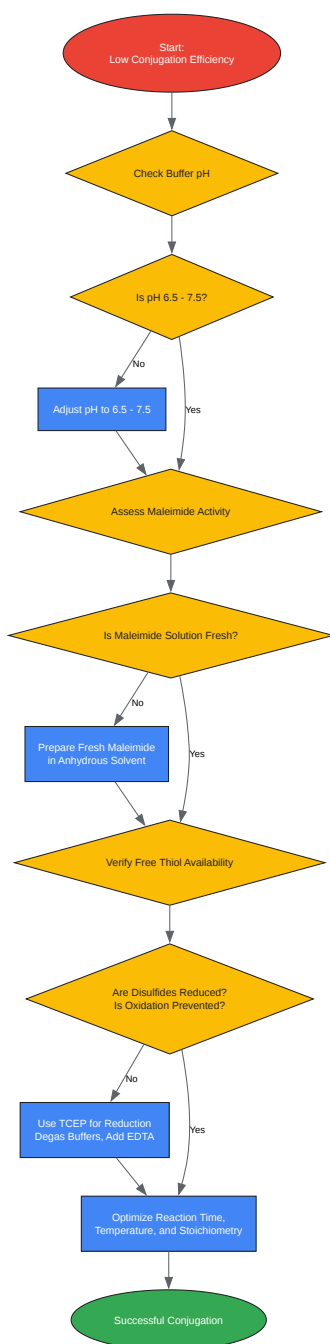 Start:
Low Conjugation Efficiency
Check Buffer pH
Is pH 6.5 - 7.5?
No
Adjust pH to 6.5 - 7.5
Yes
Assess Maleimide Activity
Is Maleimide Solution Fresh?
No
Prepare Fresh Maleimide
in Anhydrous Solvent
Yes
Verify Free Thiol Availability
Are Disulfides Reduced?
Is Oxidation Prevented?
No
Use TCEP for Reduction
Degas Buffers, Add EDTA
Yes
Optimize Reaction Time,
Temperature, and Stoichiometry
Successful Conjugation